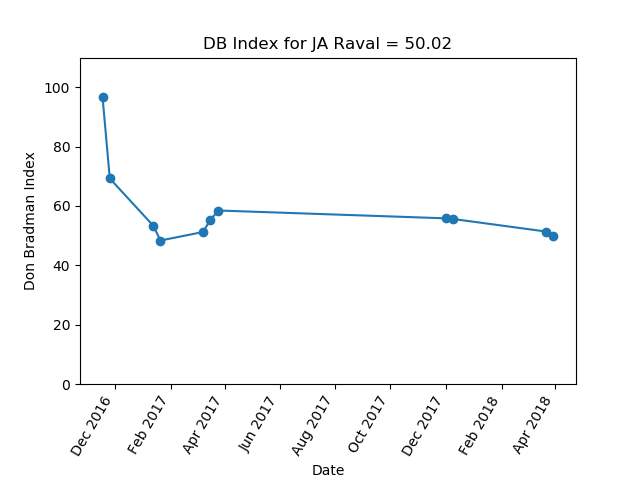 DB Index for JA Raval = 50.02
Don Bradman Index
100
80
60
40
20
0
Dec 2016
Feb 2017
Apr 2017
Jun 2017
Aug 2017
Oct 2017
Dec 2017
Feb 2018
Apr 2018
Date